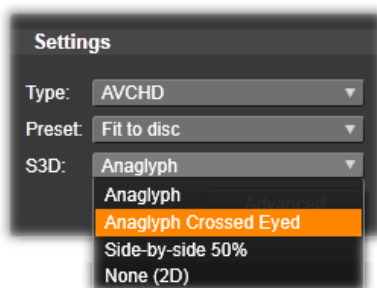 Settings
Type: AVCHD
Preset: Fit to disc
S3D: Anaglyph
Anaglyph
Advanced
Anaglyph Crossed Eyed
Side-by-side 50%
None (2D)